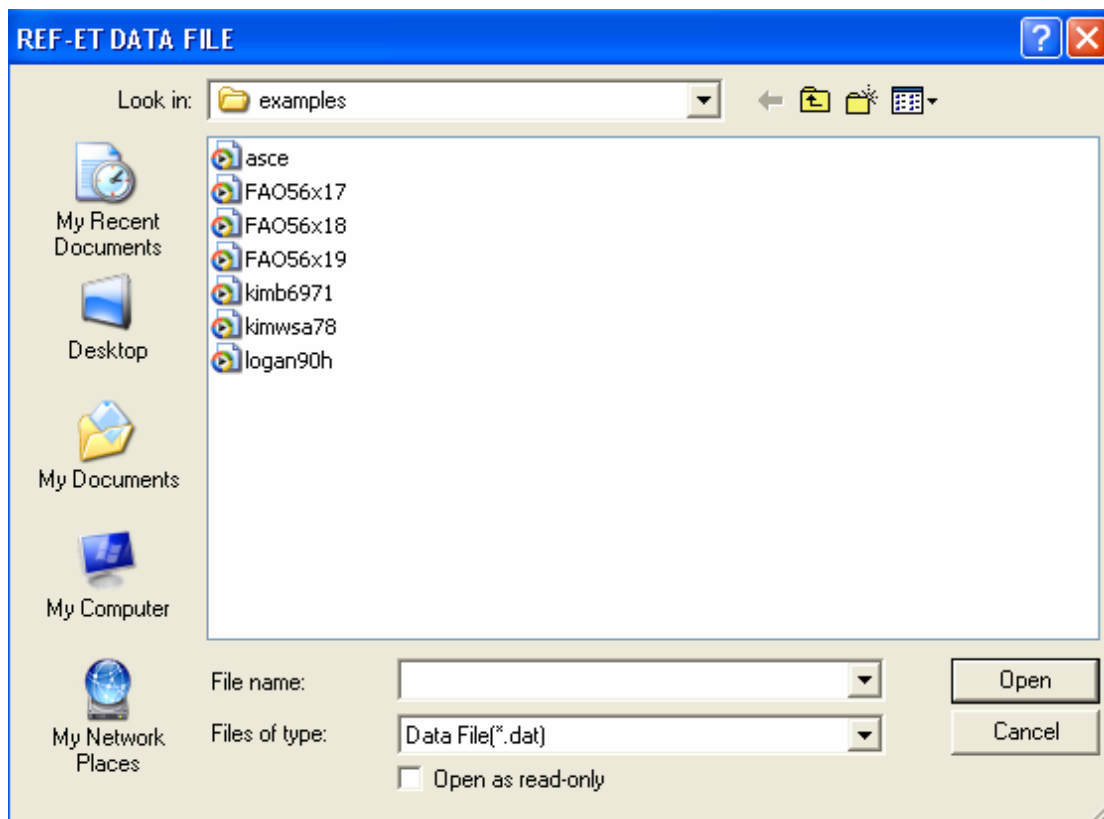 REF-ET DATA FILE
Look in: examples
My Recent
Documents
Desktop
My Documents
My Computer
My Network
Places
asce
FAO56x17
FAO56x18
FAO56x19
kimb6971
kimwsa78
logan90h
File name:
Open
Files of type: Data File(*.dat)
Cancel
Open as read-only